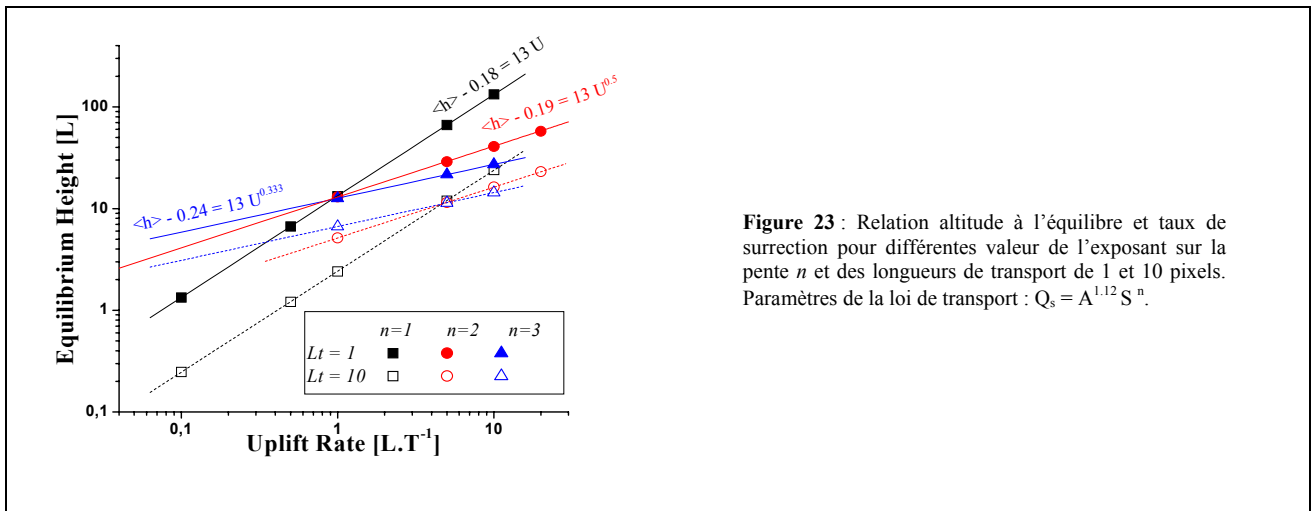 <h> - 0.18 = 13 U
<h> - 0.19 = 13 U^0.5
<h> - 0.24 = 13 U^0.333
Equilibrium Height [L]
100
10
1
0,1
0,1
1
10
Uplift Rate [L.T^-1]
n=1 n=2 n=3
Lt = 1
Lt = 10
Figure 23 : Relation altitude à l'équilibre et taux de
surrection pour différentes valeur de l'exposant sur la
pente n et des longueurs de transport de 1 et 10 pixels.
Paramètres de la loi de transport : Q_s = A^1.12 S^n.